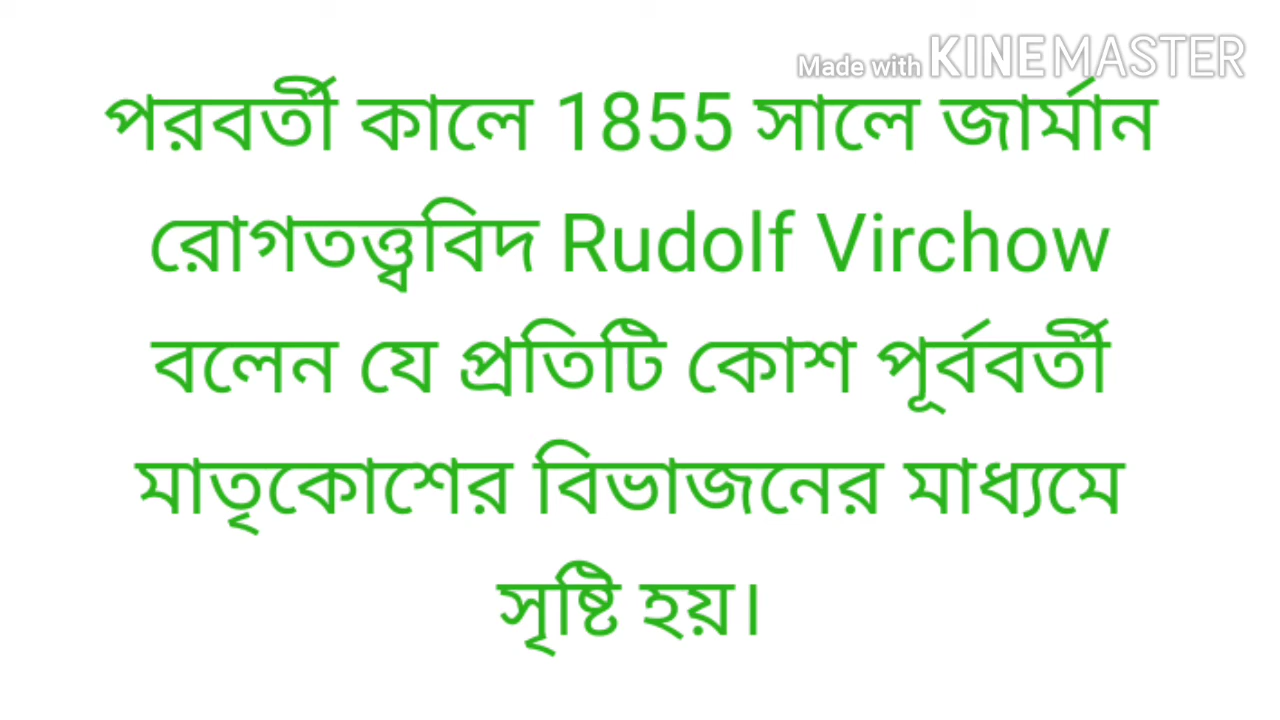 Made with KINEMASTER
পরবর্তী কালে 1855 সালে জার্মান
রোগতত্ত্ববিদ Rudolf Virchow
বলেন যে প্রতিটি কোশ পূর্ববর্তী
মাতৃকোশের বিভাজনের মাধ্যমে
সৃষ্টি হয়।